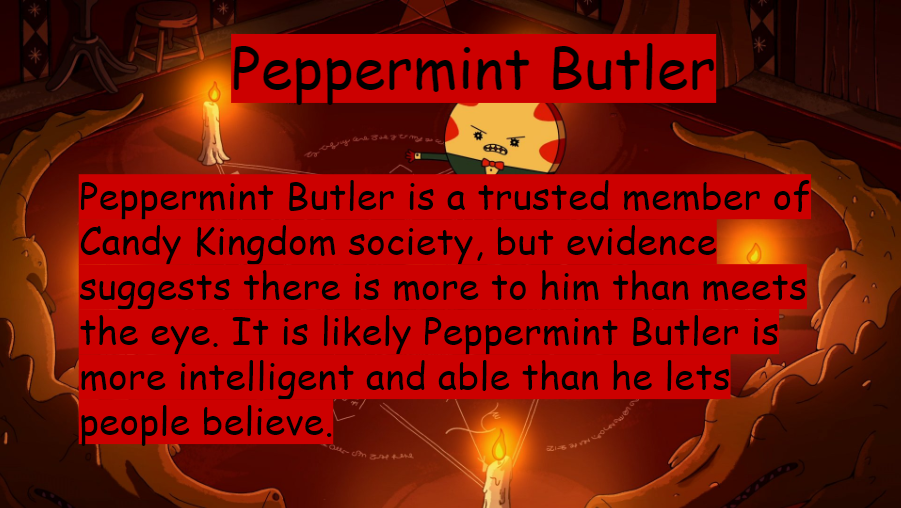 Peppermint Butler
Peppermint Butler is a trusted member of
Candy Kingdom society, but evidence
suggests there is more to him than meets
the eye. It is likely Peppermint Butler is
more intelligent and able than he lets
people believe.